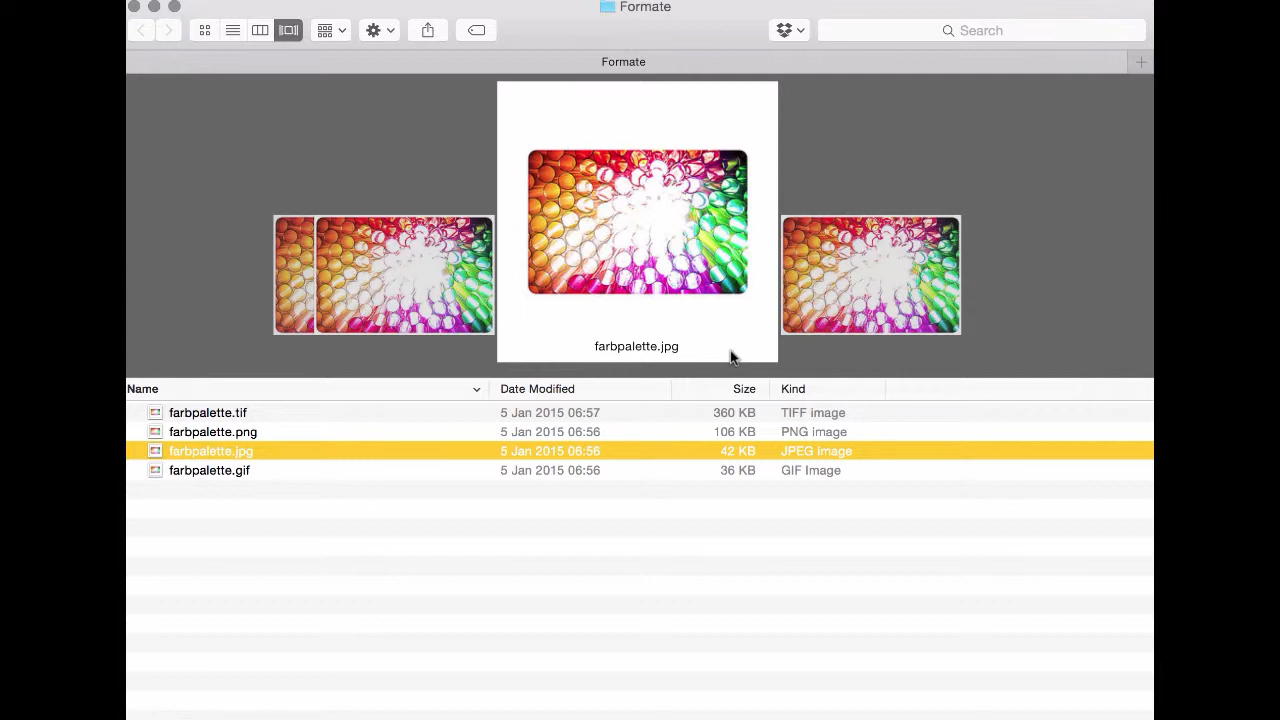 Formate
Search
Formate
farbpalette.jpg
Name Date Modified Size Kind
farbpalette.tif 5 Jan 2015 06:57 360 KB TIFF image
farbpalette.png 5 Jan 2015 06:56 106 KB PNG image
farbpalette.jpg 5 Jan 2015 06:56 42 KB JPEG image
farbpalette.gif 5 Jan 2015 06:56 36 KB GIF Image